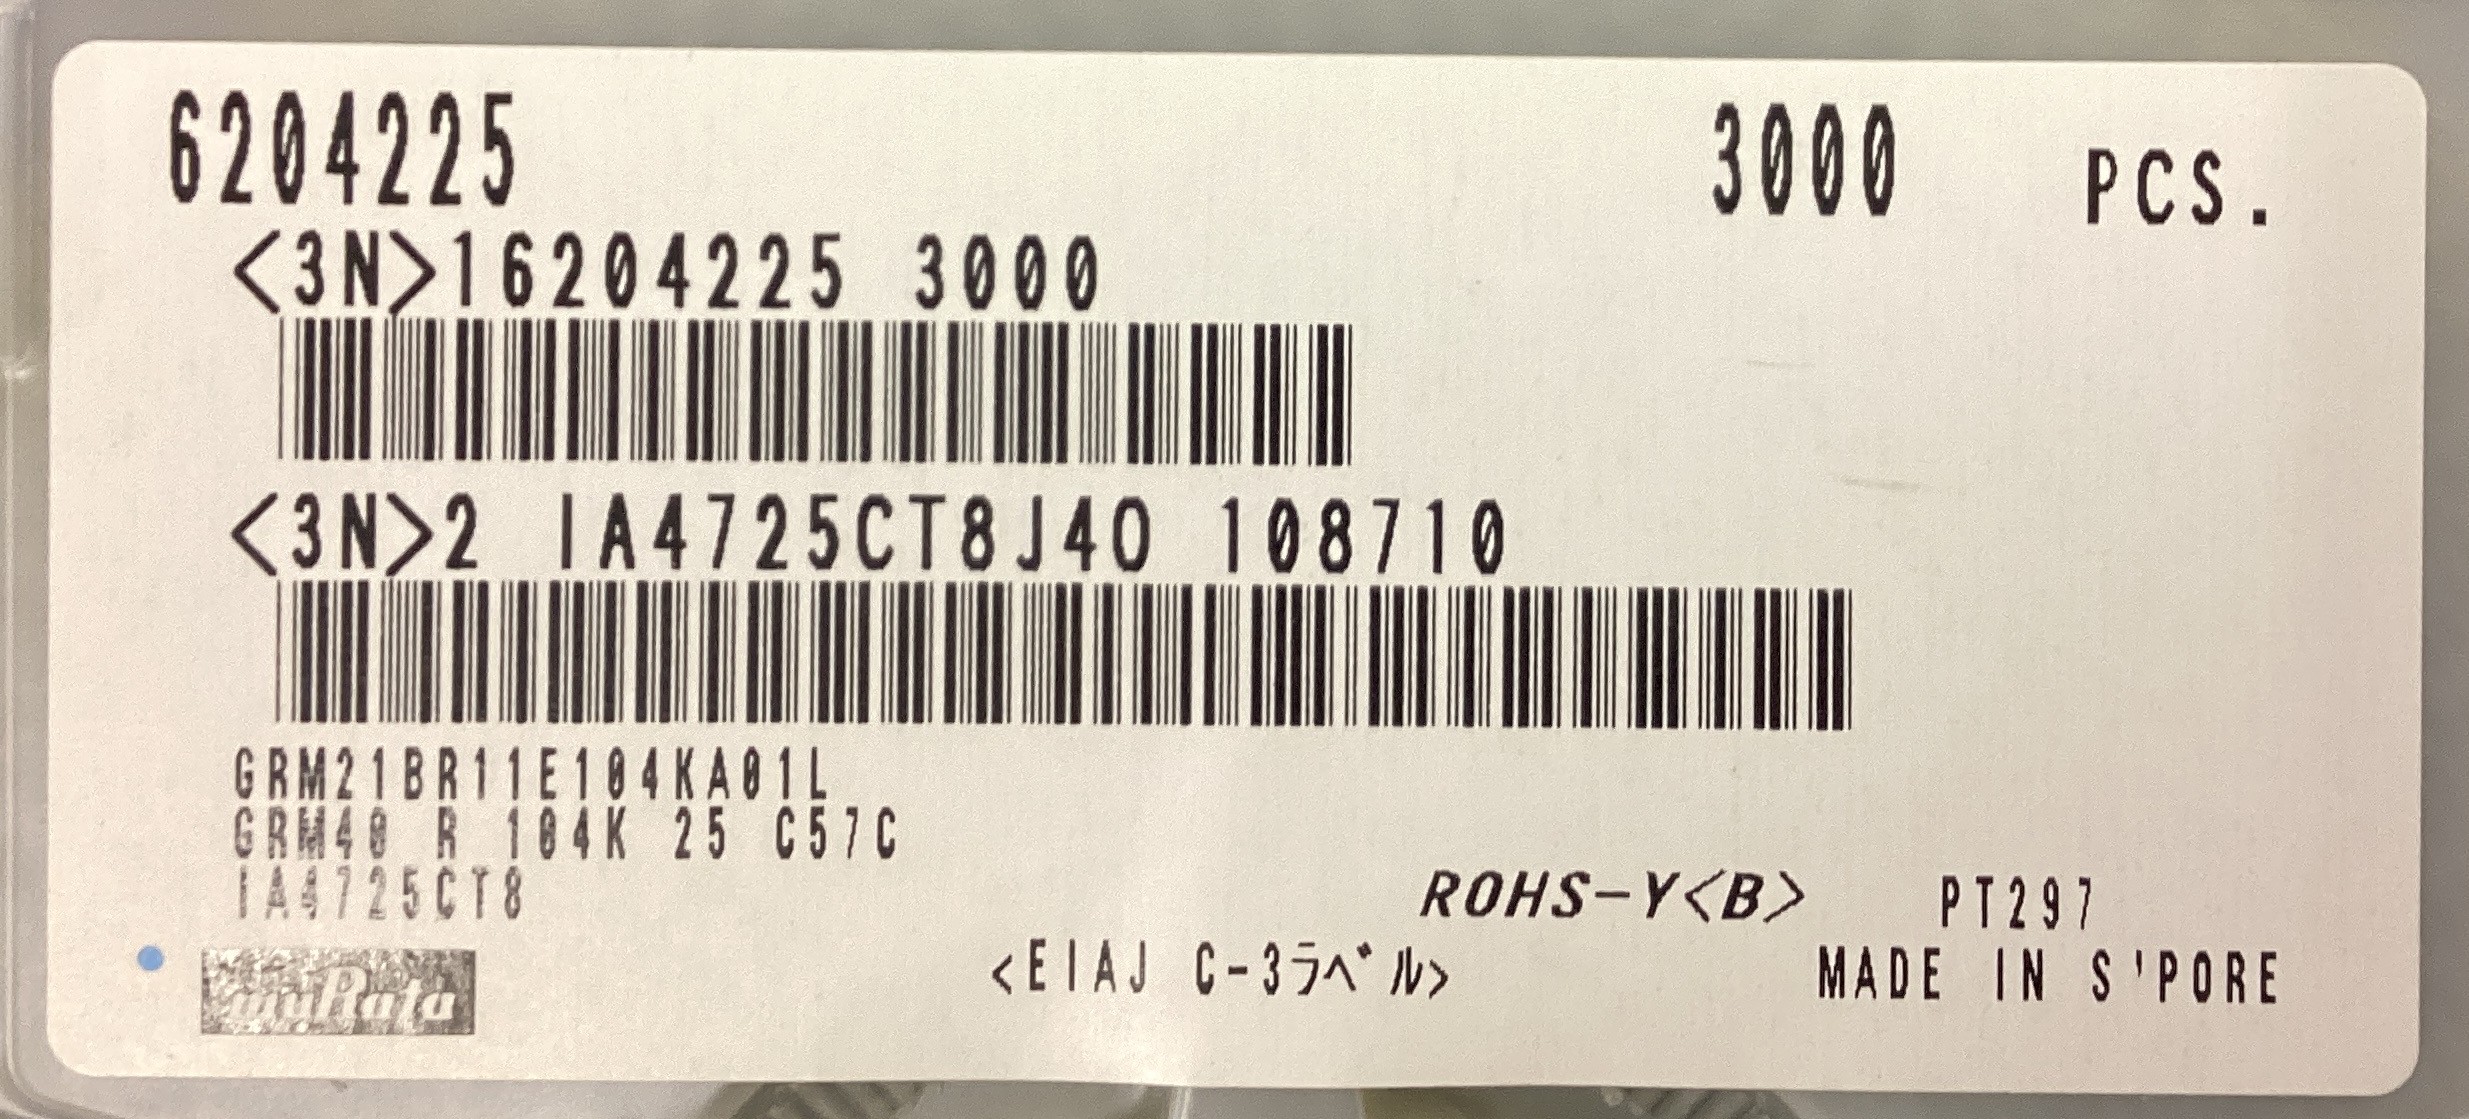 6204225 3000 PCS.
<3N>16204225 3000
<3N>2 IA4725CT8J40 108710
GRM21BR11E104KA01L
GRM40 R 104K 25 C57C
IA4725CT8
ROHS-Y<B> PT297
<EIAJ C-3ラベル> MADE IN S'PORE
muRata